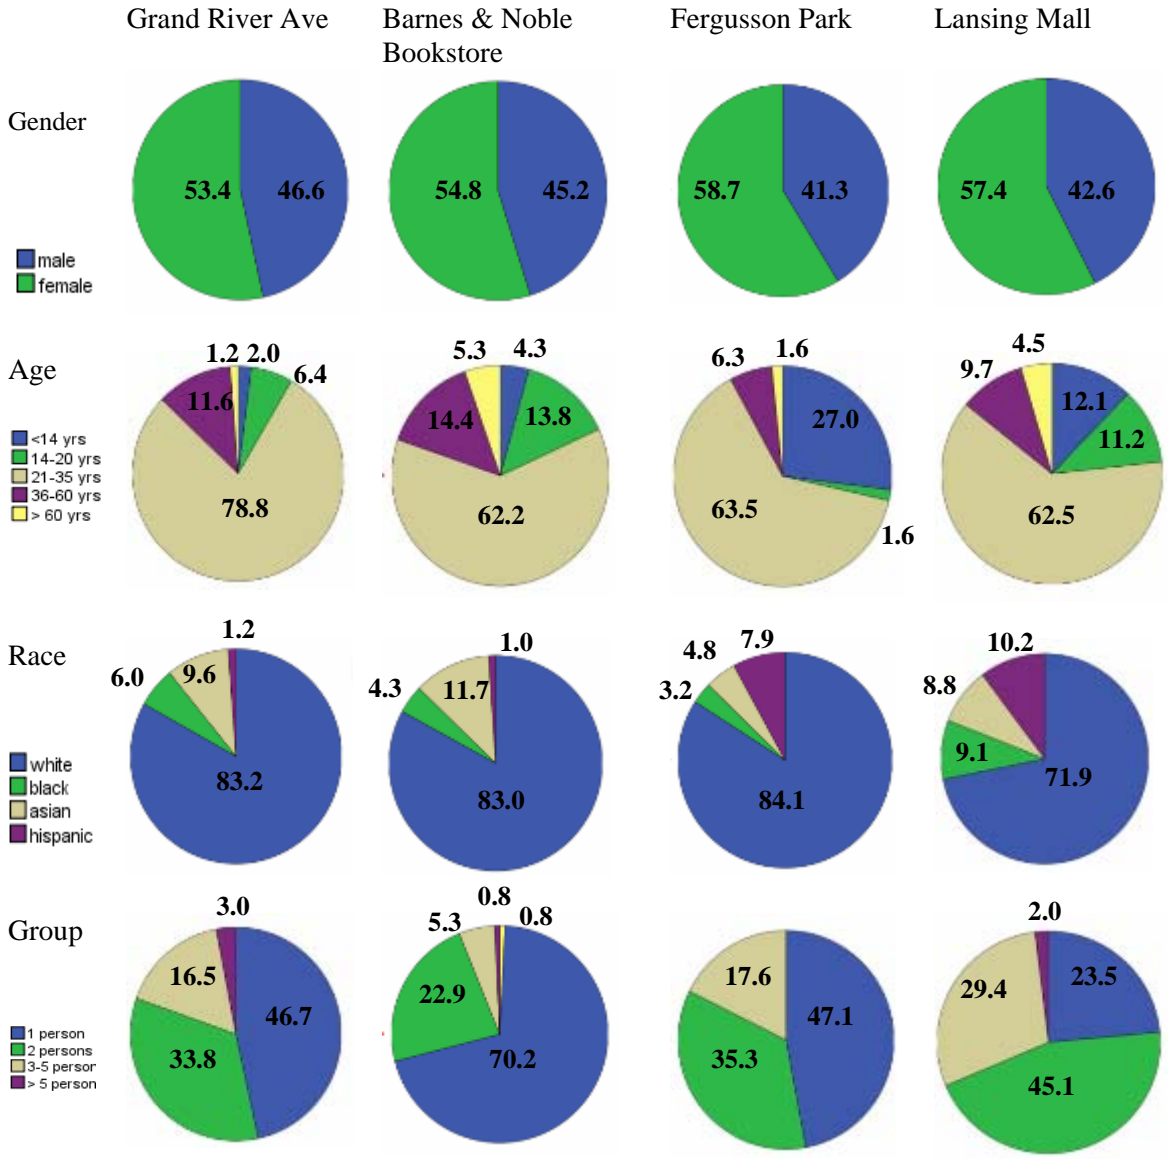 Grand River Ave
Barnes & Noble
Bookstore
Fergusson Park
Lansing Mall
Gender
53.4
46.6
54.8
45.2
58.7
41.3
57.4
42.6
male
female
Age
1.2
2.0
6.4
11.6
78.8
5.3
4.3
14.4
13.8
62.2
6.3
1.6
27.0
63.5
1.6
4.5
9.7
12.1
11.2
62.5
<14 yrs
14-20 yrs
21-35 yrs
36-60 yrs
> 60 yrs
Race
1.2
6.0
9.6
83.2
1.0
4.3
11.7
83.0
4.8
7.9
3.2
84.1
10.2
8.8
9.1
71.9
white
black
asian
hispanic
Group
3.0
16.5
46.7
33.8
0.8
5.3
0.8
22.9
70.2
17.6
47.1
35.3
2.0
29.4
23.5
45.1
1 person
2 persons
3-5 person
> 5 person